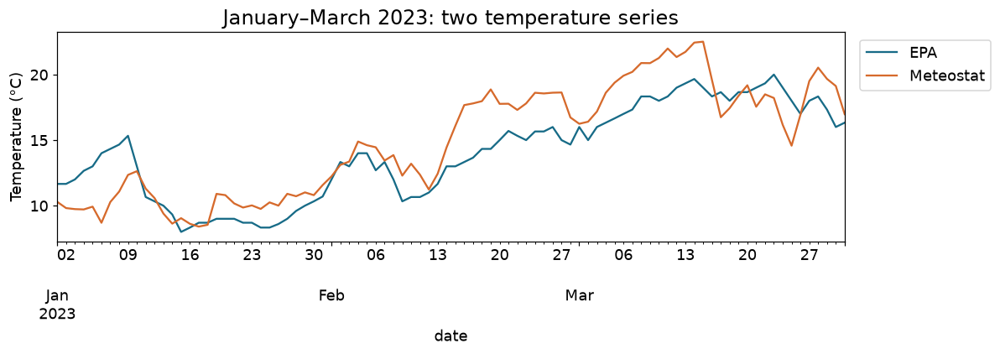 January–March 2023: two temperature series
EPA
Meteostat
Temperature (°C)
20
15
10
02 09 16 23 30 06 13 20 27 06 13 20 27
Jan Feb Mar
2023
date